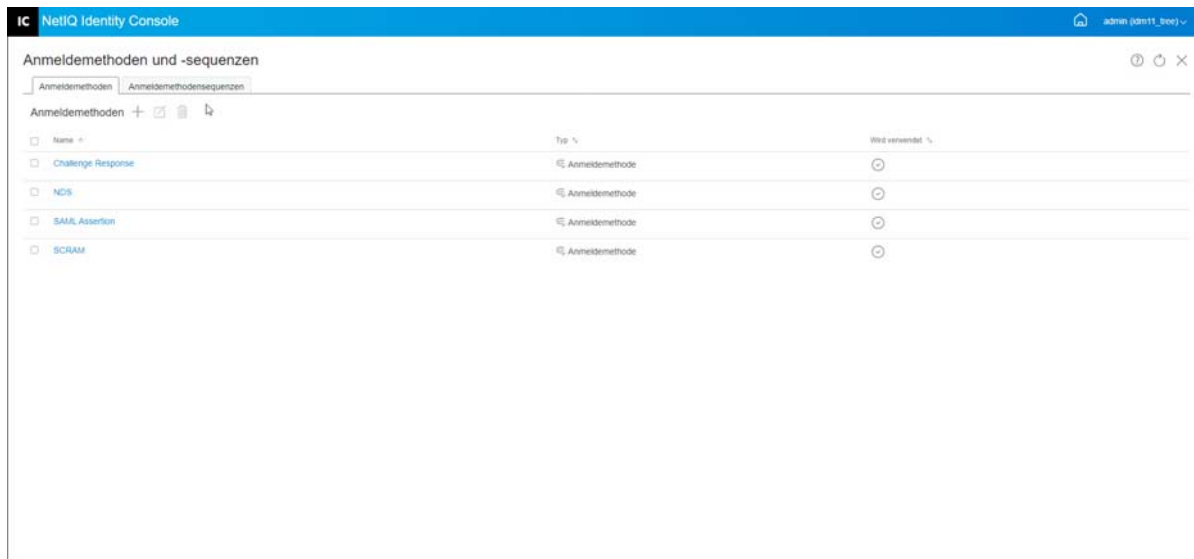 IC NetIQ Identity Console
admin (idm11_tree)
Anmeldemethoden und -sequenzen
Anmeldemethoden Anmeldemethodensequenzen
Anmeldemethoden
Name Typ Wird verwendet
Challenge Response Anmeldemethode
NDS Anmeldemethode
SAML Assertion Anmeldemethode
SCRAM Anmeldemethode